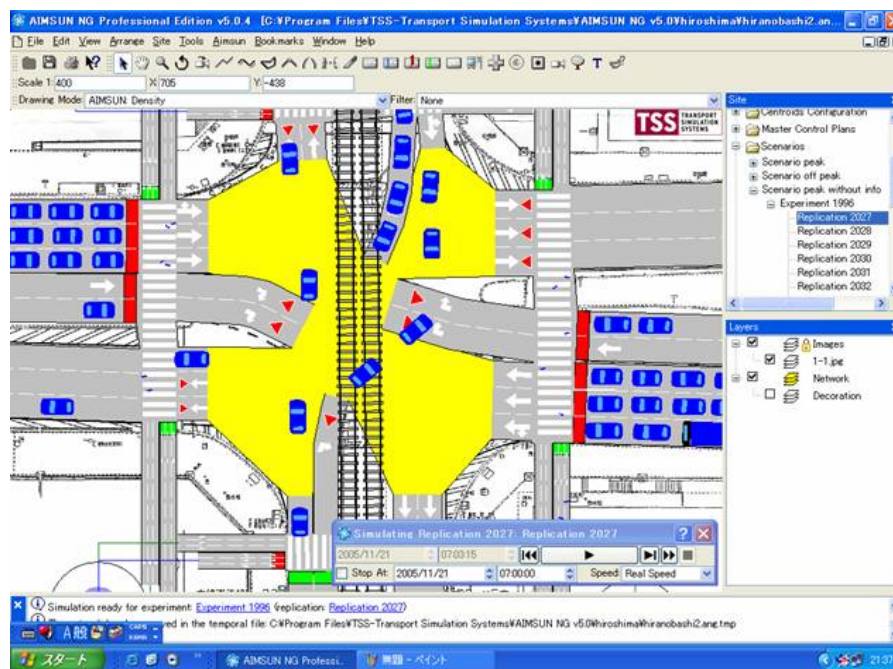 AIMSUN NG Professional Edition v5.0.4 [C:¥Program Files¥TSS-Transport Simulation Systems¥AIMSUN NG v5.0¥hiroshima¥hiranobashi2.an...
File Edit View Arrange Site Tools Aimsun Bookmarks Window Help
Scale 1: 400 X: 705 Y: -438
Drawing Mode: AIMSUN: Density Filter: None
TSS TRANSPORT SIMULATION SYSTEMS
Site
Centroids Configuration
Master Control Plans
Scenarios
Scenario peak
Scenario off peak
Scenario peak without info
Experiment 1996
Replication 2027
Replication 2028
Replication 2029
Replication 2030
Replication 2031
Replication 2032
Layers
Images
1-1.jpg
Network
Decoration
Simulating Replication 2027: Replication 2027
2005/11/21 07:03:15
Stop At: 2005/11/21 07:00:00 Speed: Real Speed
Simulation ready for experiment: Experiment 1996 (replication: Replication 2027)
ved in the temporal file: C:¥Program Files¥TSS-Transport Simulation Systems¥AIMSUN NG v5.0¥hiroshima¥hiranobashi2.ang.tmp
A 般 CAPS KANA
スタート AIMSUN NG Professi... 無題 - ペイント